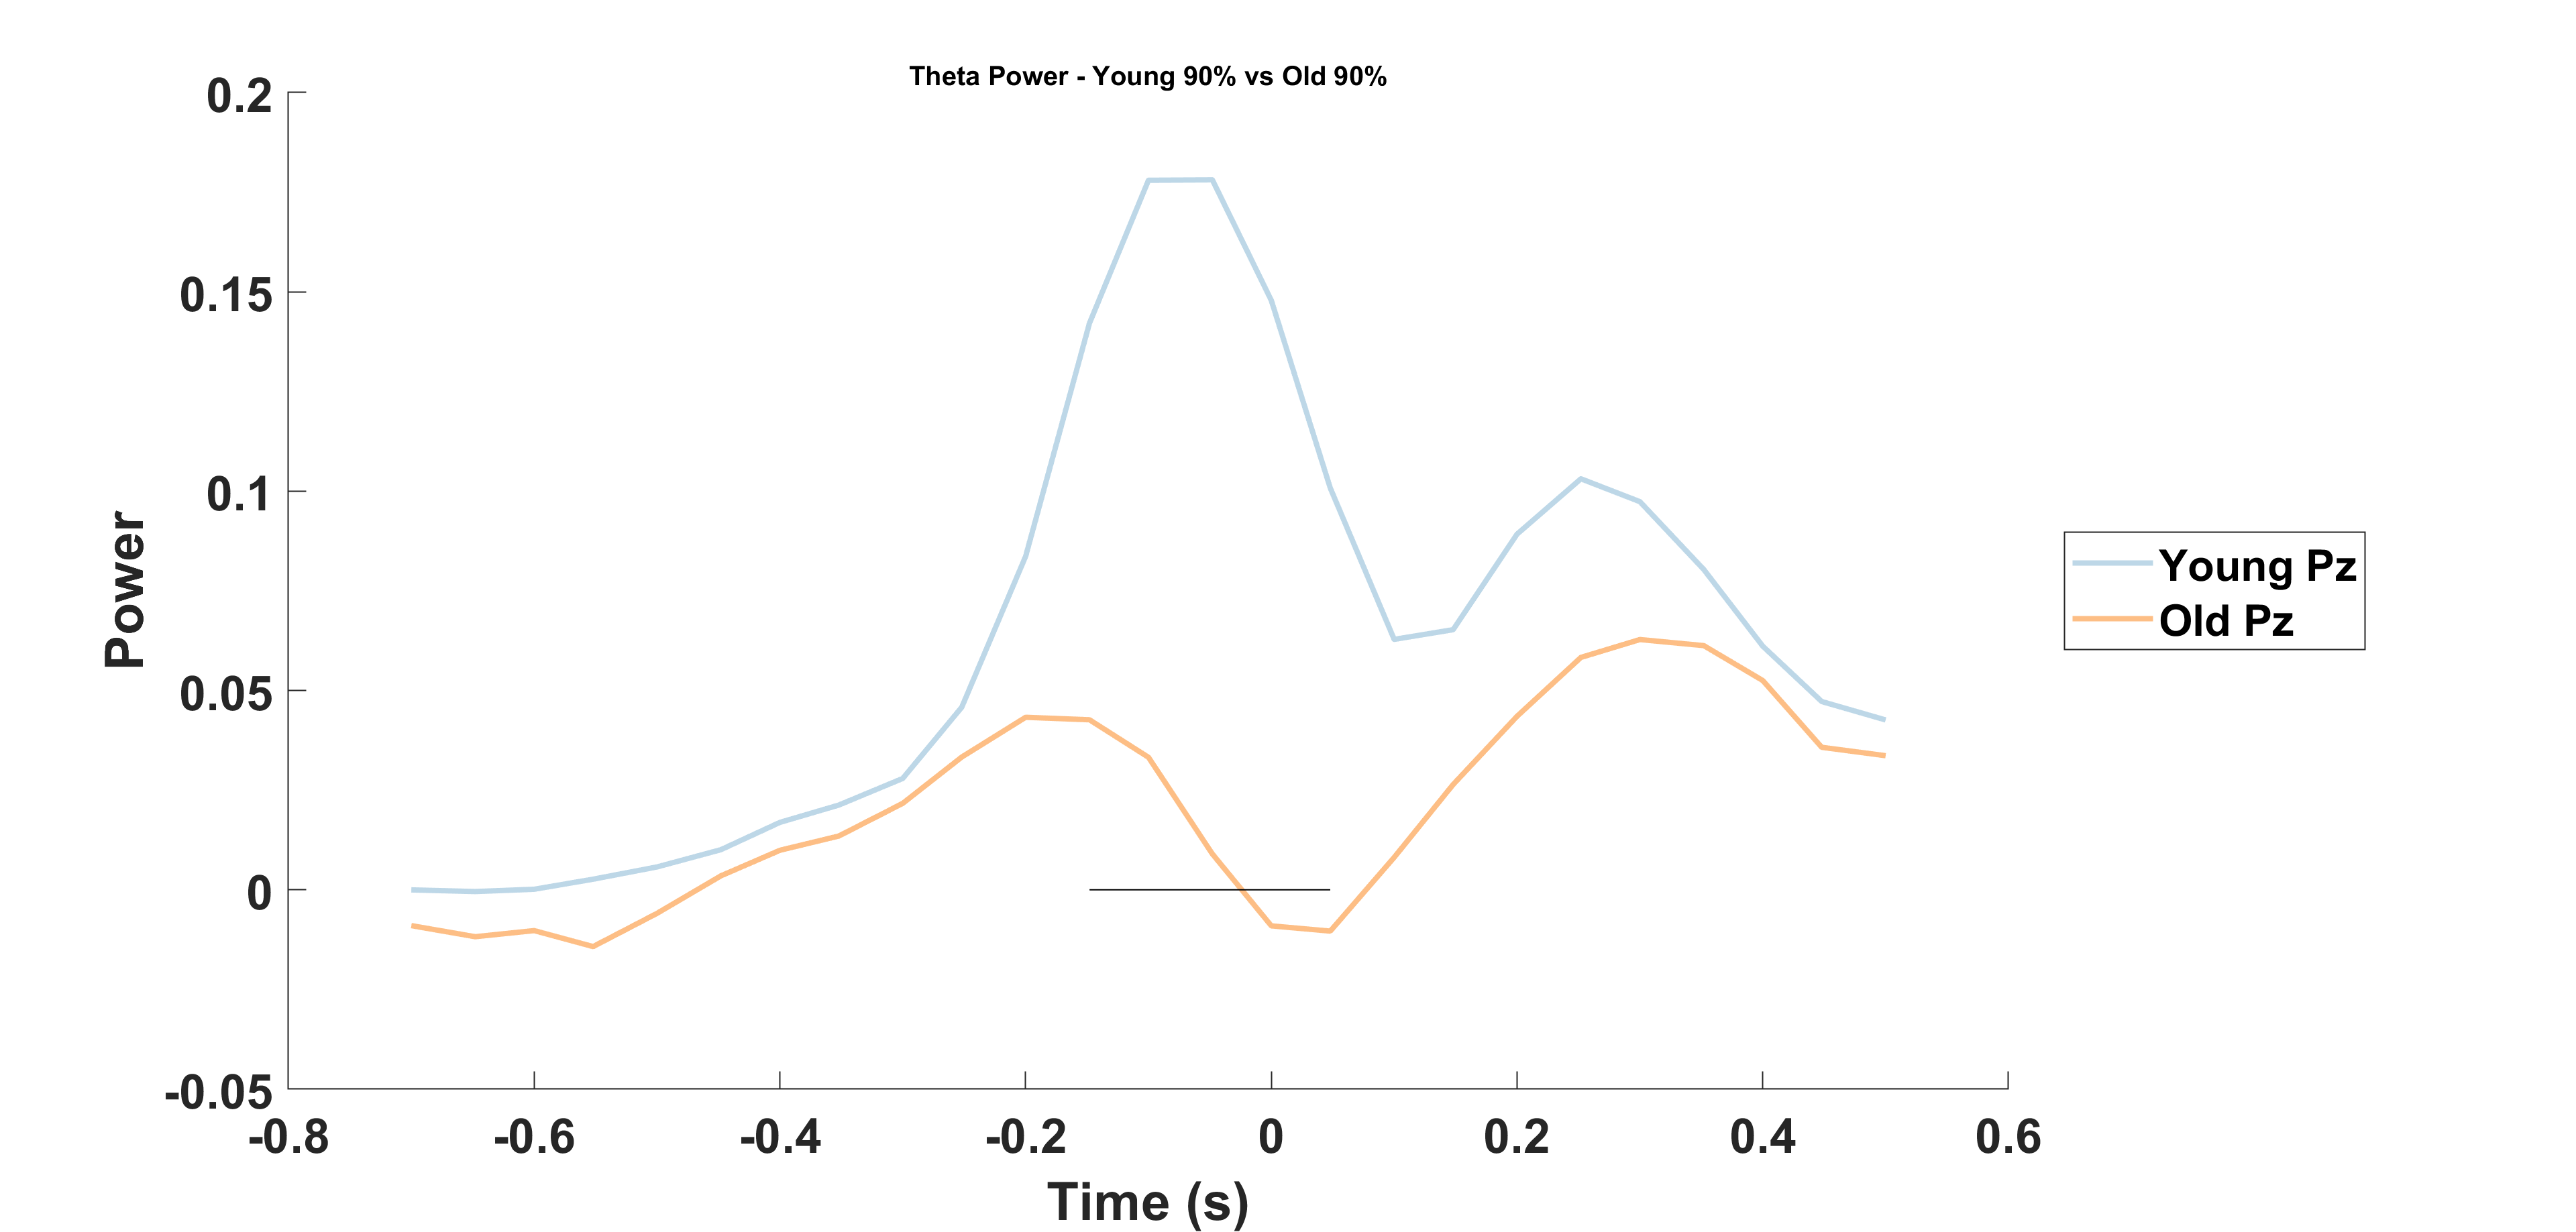 Theta Power - Young 90% vs Old 90%
0.2
0.15
0.1
0.05
0
-0.05
Power
-0.8 -0.6 -0.4 -0.2 0 0.2 0.4 0.6
Time (s)
Young Pz
Old Pz